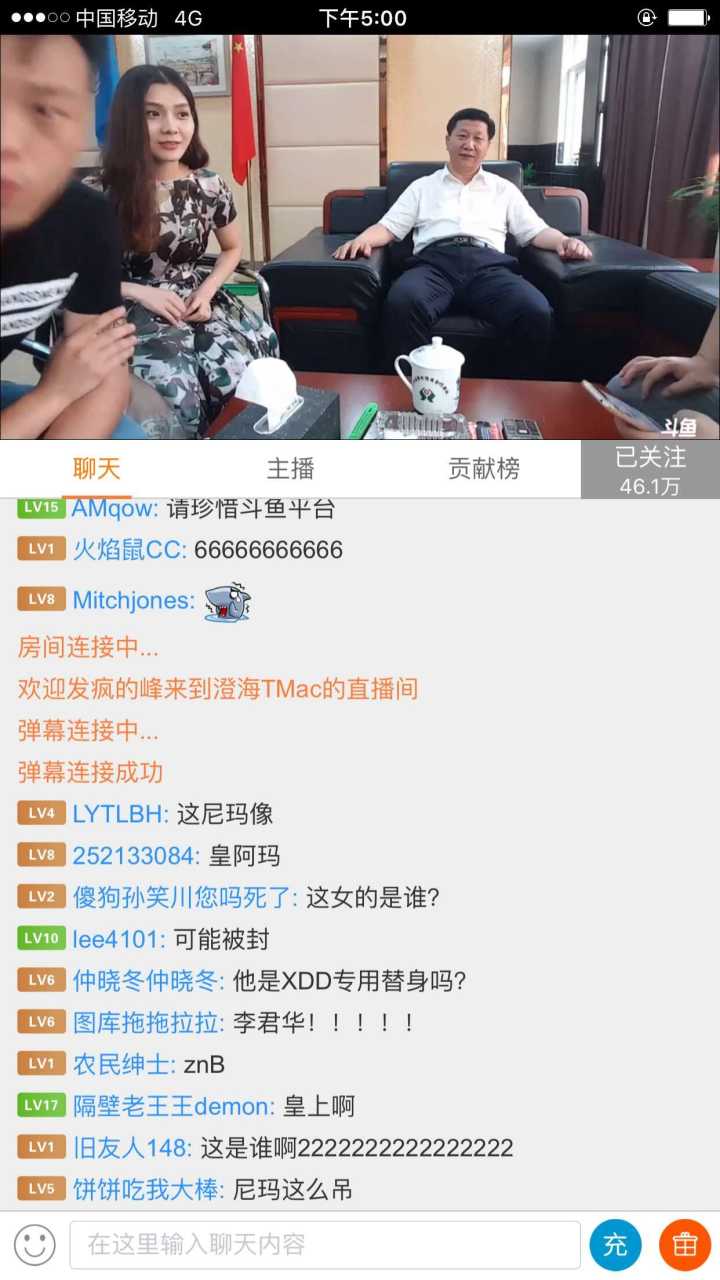 中国移动 4G 下午5:00
斗鱼
聊天 主播 贡献榜 已关注
46.1万
LV15 AMqow: 请珍惜斗鱼平台
LV1 火焰鼠CC: 66666666666
LV8 Mitchjones:
房间连接中...
欢迎发疯的峰来到澄海TMac的直播间
弹幕连接中...
弹幕连接成功
LV4 LYTLBH: 这尼玛像
LV8 252133084: 皇阿玛
LV2 傻狗孙笑川您吗死了: 这女的是谁?
LV10 lee4101: 可能被封
LV6 仲晓冬仲晓冬: 他是XDD专用替身吗?
LV6 图库拖拖拉拉: 李君华！！！！！
LV1 农民绅士: znB
LV17 隔壁老王王demon: 皇上啊
LV1 旧友人148: 这是谁啊2222222222222222
LV5 饼饼吃我大棒: 尼玛这么吊
在这里输入聊天内容 充